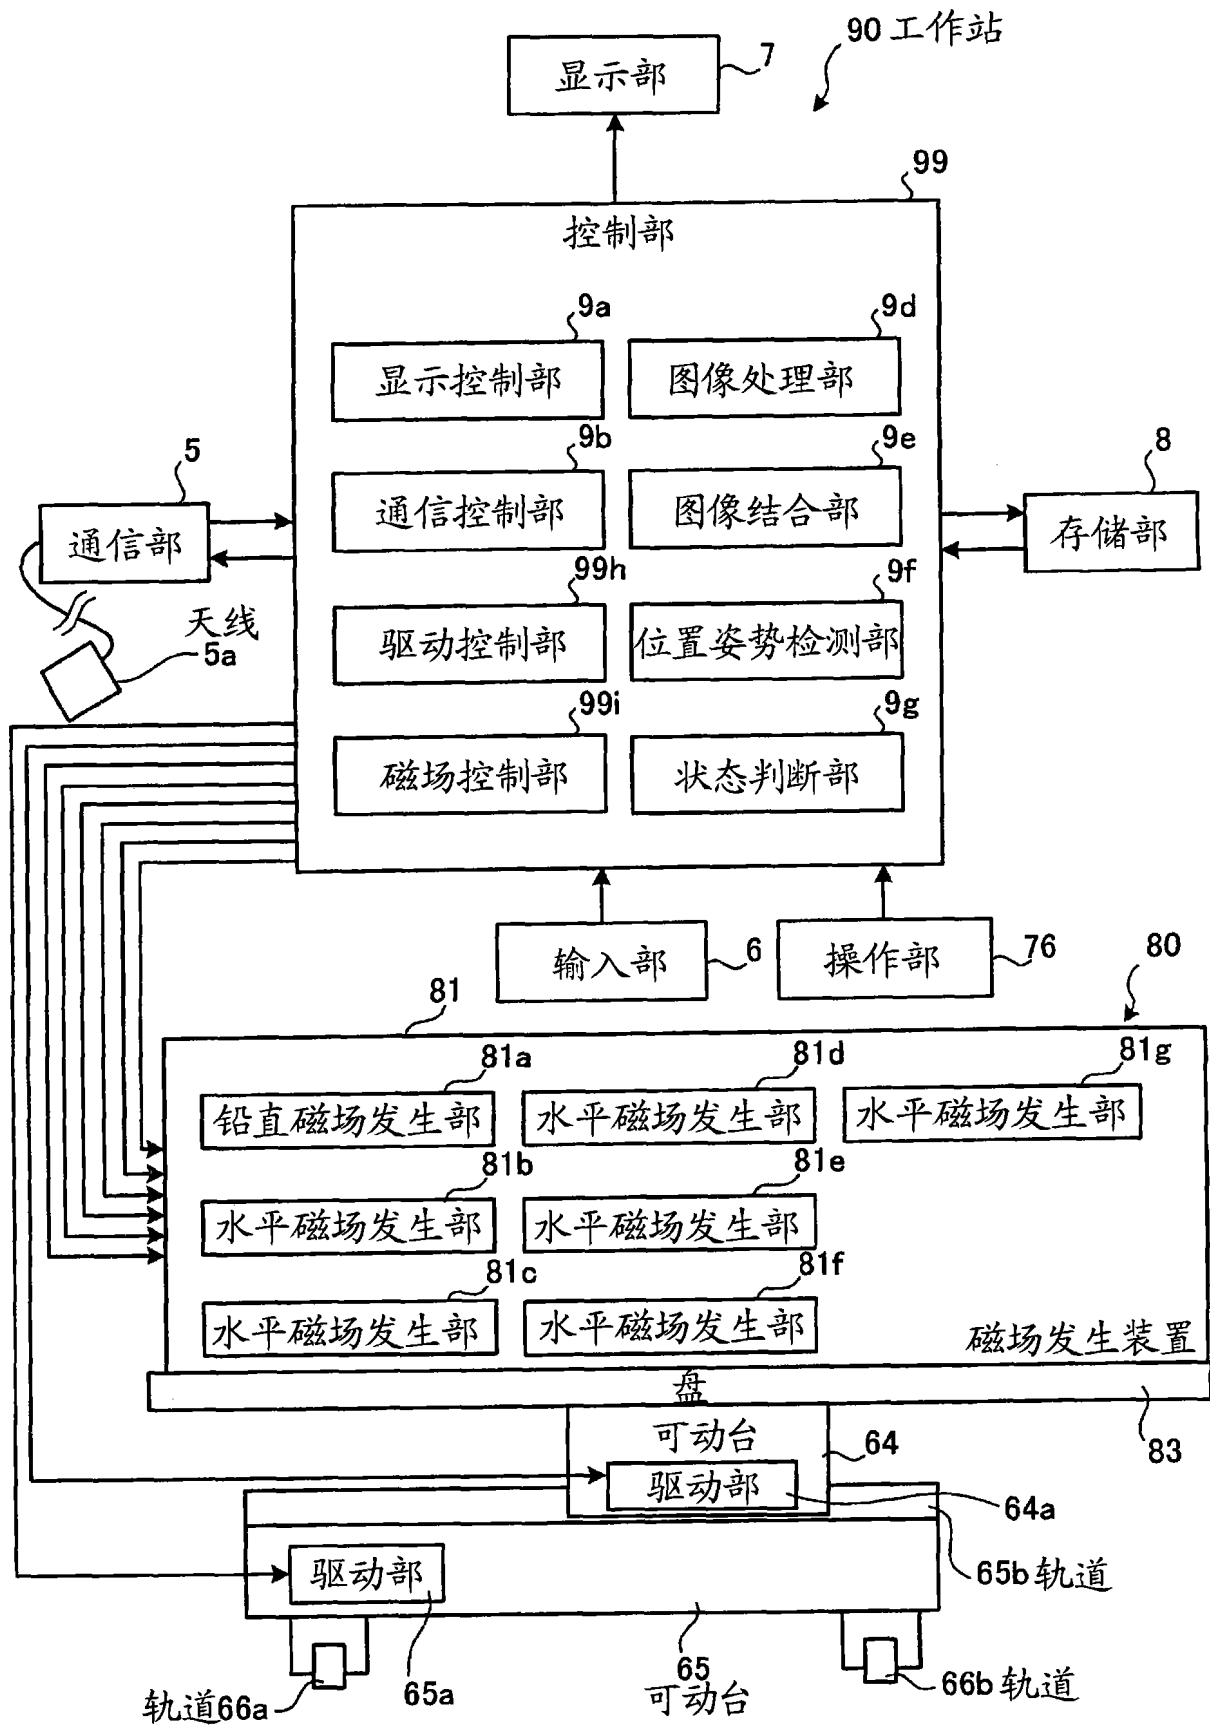 90 工作站
显示部
7
99
控制部
9a
9d
显示控制部
图像处理部
9b
9e
通信控制部
图像结合部
5
通信部
8
存储部
99h
9f
驱动控制部
位置姿势检测部
天线
5a
99i
9g
磁场控制部
状态判断部
输入部
6
操作部
76
80
81
81a
81d
81g
铅直磁场发生部
水平磁场发生部
水平磁场发生部
81b
81e
水平磁场发生部
水平磁场发生部
81c
81f
水平磁场发生部
水平磁场发生部
磁场发生装置
盘
83
可动台
64
驱动部
64a
驱动部
65b 轨道
65a
65
可动台
轨道66a
66b 轨道